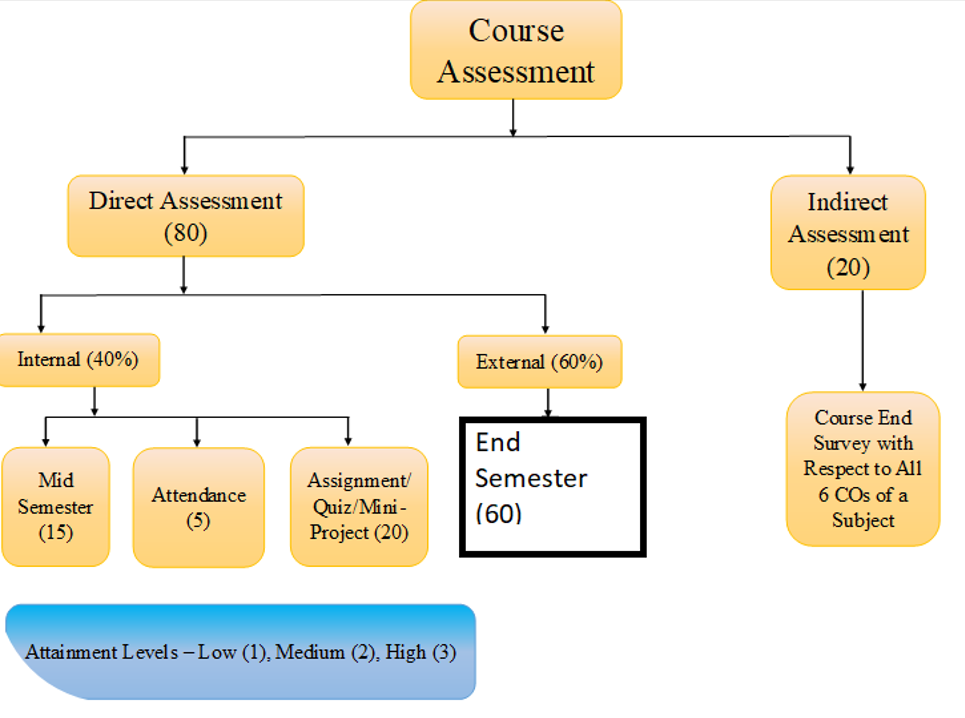 Course
Assessment
Direct Assessment
(80)
Indirect
Assessment
(20)
Internal (40%)
External (60%)
Mid
Semester
(15)
Attendance
(5)
Assignment/
Quiz/Mini-
Project (20)
End
Semester
(60)
Course End
Survey with
Respect to All
6 COs of a
Subject
Attainment Levels – Low (1), Medium (2), High (3)